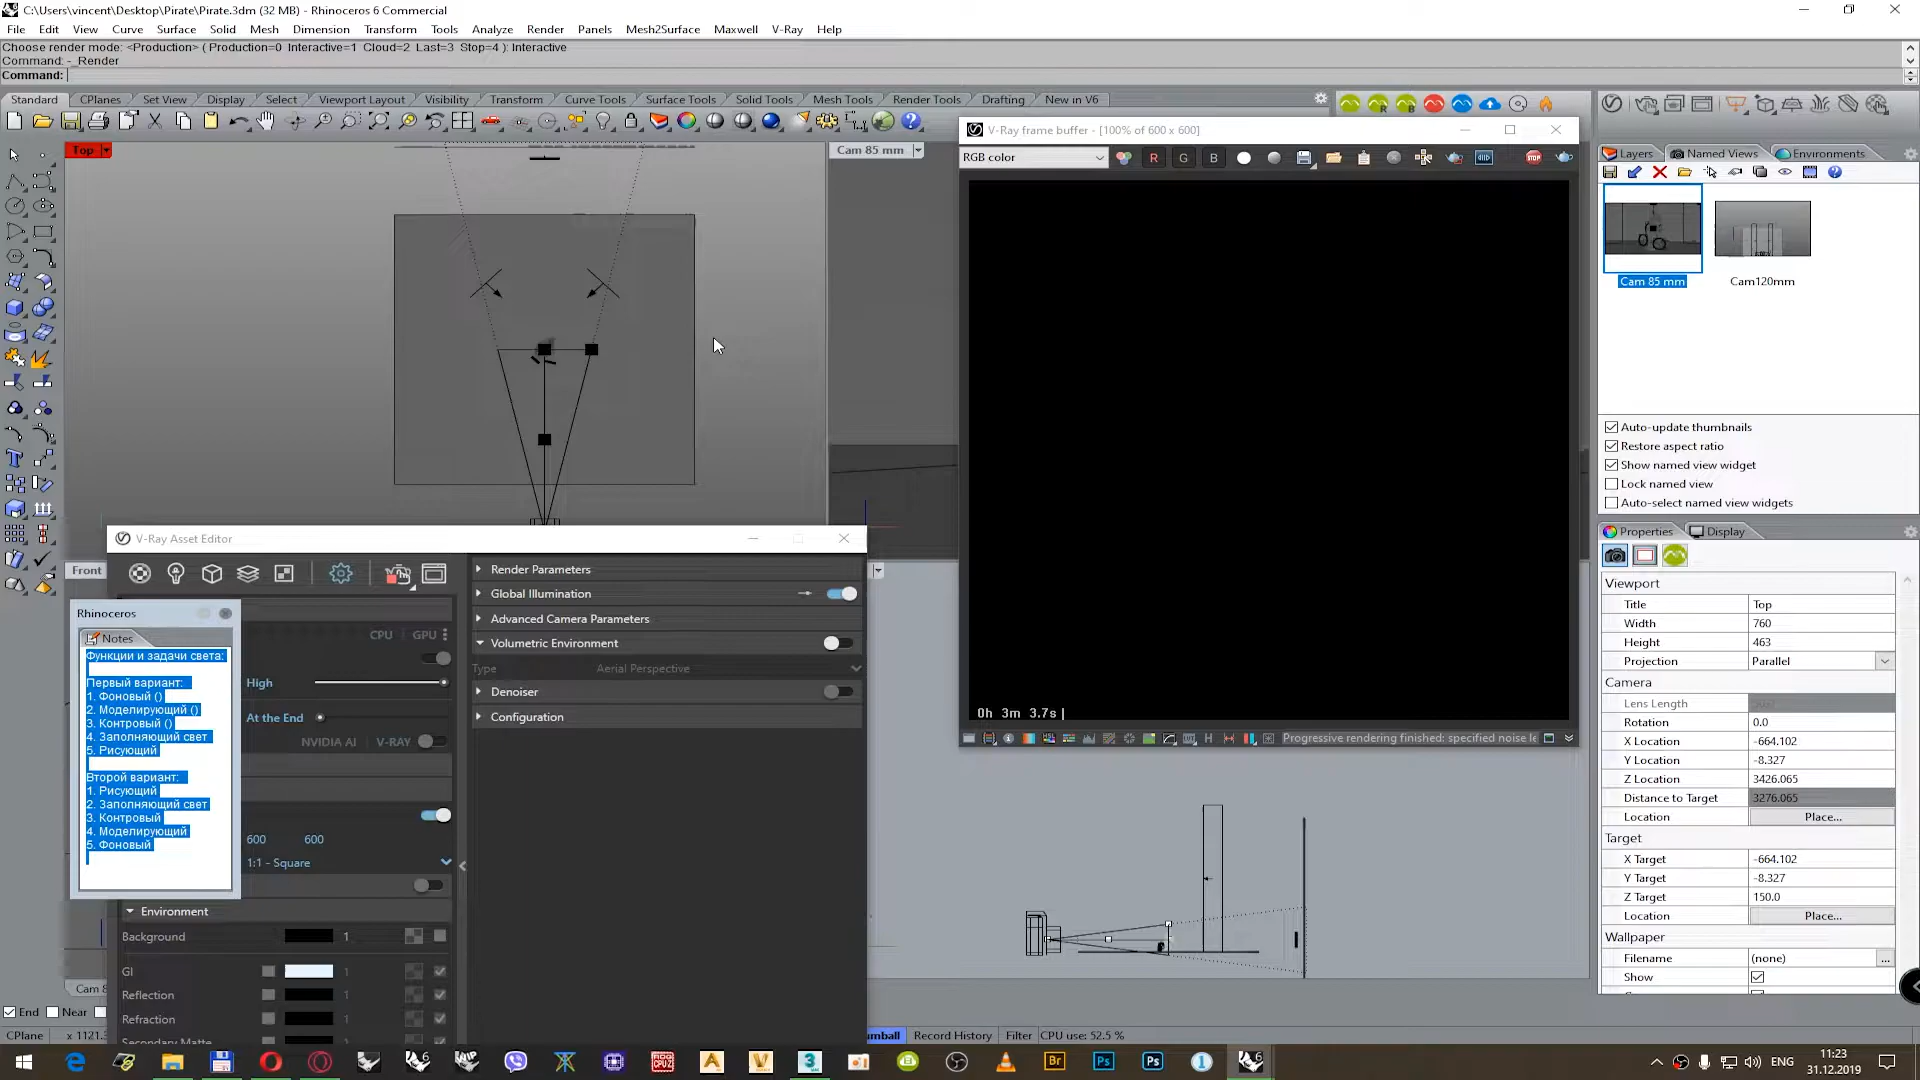 C:\Users\vincent\Desktop\Pirate\Pirate.3dm (32 MB) - Rhinoceros 6 Commercial
File Edit View Curve Surface Solid Mesh Dimension Transform Tools Analyze Render Panels Mesh2Surface Maxwell V-Ray Help
Choose render mode: <Production> ( Production=0 Interactive=1 Cloud=2 Last=3 Stop=4 ): Interactive
Command: -_Render
Command:
Standard CPlanes Set View Display Select Viewport Layout Visibility Transform Curve Tools Surface Tools Solid Tools Mesh Tools Render Tools Drafting New in V6
Top
Cam 85 mm
V-Ray frame buffer - [100% of 600 x 600]
RGB color
R G B
0h 3m 3.7s |
Progressive rendering finished: specified noise le
Layers Named Views Environments
Cam 85 mm
Cam120mm
Auto-update thumbnails
Restore aspect ratio
Show named view widget
Lock named view
Auto-select named view widgets
Properties Display
Viewport
Title Top
Width 760
Height 463
Projection Parallel
Camera
Lens Length
Rotation 0.0
X Location -664.102
Y Location -8.327
Z Location 3426.065
Distance to Target 3276.065
Location Place...
Target
X Target -664.102
Y Target -8.327
Z Target 150.0
Location Place...
Wallpaper
Filename (none) ...
Show
Front
V-Ray Asset Editor
Render Parameters
Global Illumination
Advanced Camera Parameters
Volumetric Environment
Type Aerial Perspective
Denoiser
Configuration
CPU GPU
High
At the End
NVIDIA AI V-RAY
600 600
1:1 - Square
Environment
Background 1
GI 1
Reflection 1
Refraction 1
Secondary Matte
Rhinoceros
Notes
Функции и задачи света:
Первый вариант:
1. Фоновый ()
2. Моделирующий ()
3. Контровый ()
4. Заполняющий свет
5. Рисующий
Второй вариант:
1. Рисующий
2. Заполняющий свет
3. Контровый
4. Моделирующий
5. Фоновый
Cam 8
End Near
CPlane x 1121.
umball Record History Filter CPU use: 52.5 %
ENG
11:23
31.12.2019